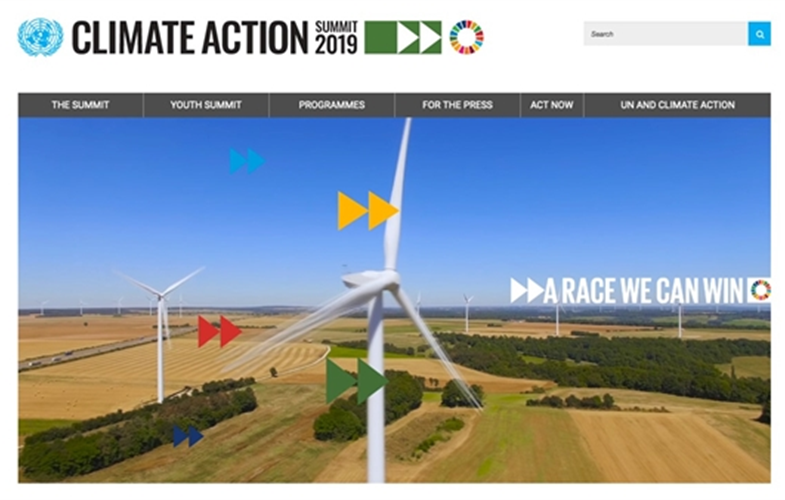 CLIMATE ACTION SUMMIT 2019
Search
THE SUMMIT YOUTH SUMMIT PROGRAMMES FOR THE PRESS ACT NOW UN AND CLIMATE ACTION
A RACE WE CAN WIN